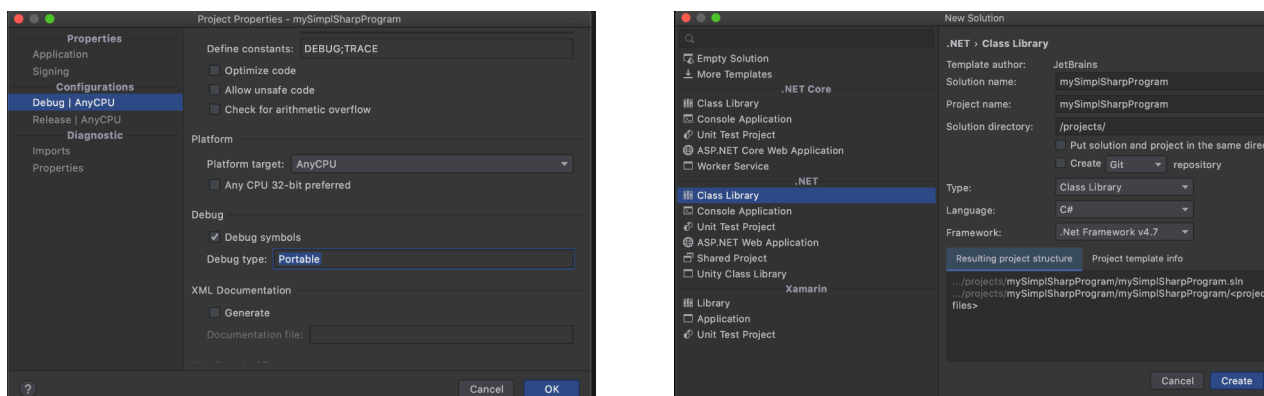 Project Properties - mySimplSharpProgram
Properties
Application
Signing
Configurations
Debug | AnyCPU
Release | AnyCPU
Diagnostic
Imports
Properties
Define constants: DEBUG;TRACE
Optimize code
Allow unsafe code
Check for arithmetic overflow
Platform
Platform target: AnyCPU
Any CPU 32-bit preferred
Debug
Debug symbols
Debug type: Portable
XML Documentation
Generate
Documentation file:
?
Cancel OK
New Solution
Empty Solution
More Templates
.NET Core
Class Library
Console Application
Unit Test Project
ASP.NET Core Web Application
Worker Service
.NET
Class Library
Console Application
Unit Test Project
ASP.NET Web Application
Shared Project
Unity Class Library
Xamarin
Library
Application
Unit Test Project
.NET › Class Library
Template author: JetBrains
Solution name: mySimplSharpProgram
Project name: mySimplSharpProgram
Solution directory: /projects/
Put solution and project in the same direc
Create Git repository
Type: Class Library
Language: C#
Framework: .Net Framework v4.7
Resulting project structure Project template info
.../projects/mySimplSharpProgram/mySimplSharpProgram.sln
.../projects/mySimplSharpProgram/mySimplSharpProgram/<projec
files>
Cancel Create